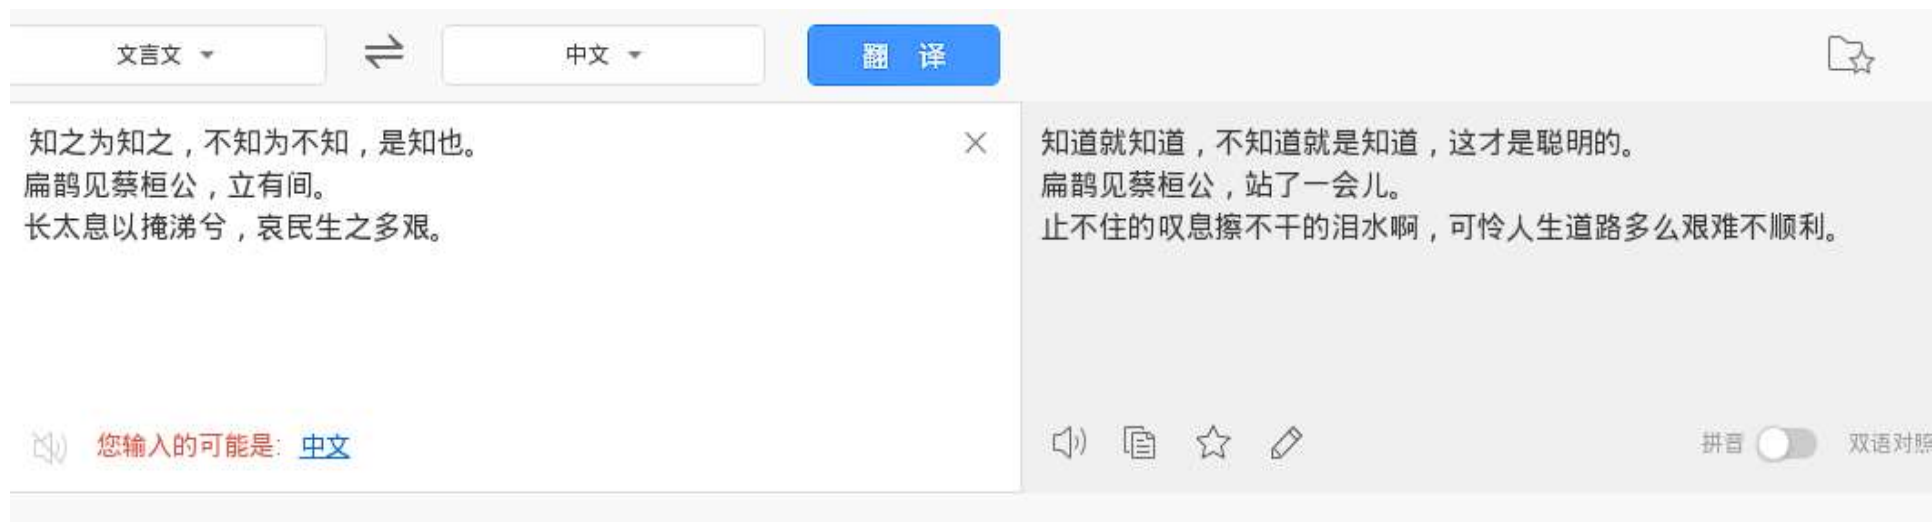 文言文
中文
翻 译
知之为知之，不知为不知，是知也。
扁鹊见蔡桓公，立有间。
长太息以掩涕兮，哀民生之多艰。
知道就知道，不知道就是知道，这才是聪明的。
扁鹊见蔡桓公，站了一会儿。
止不住的叹息擦不干的泪水啊，可怜人生道路多么艰难不顺利。
您输入的可能是: 中文
拼音
双语对照